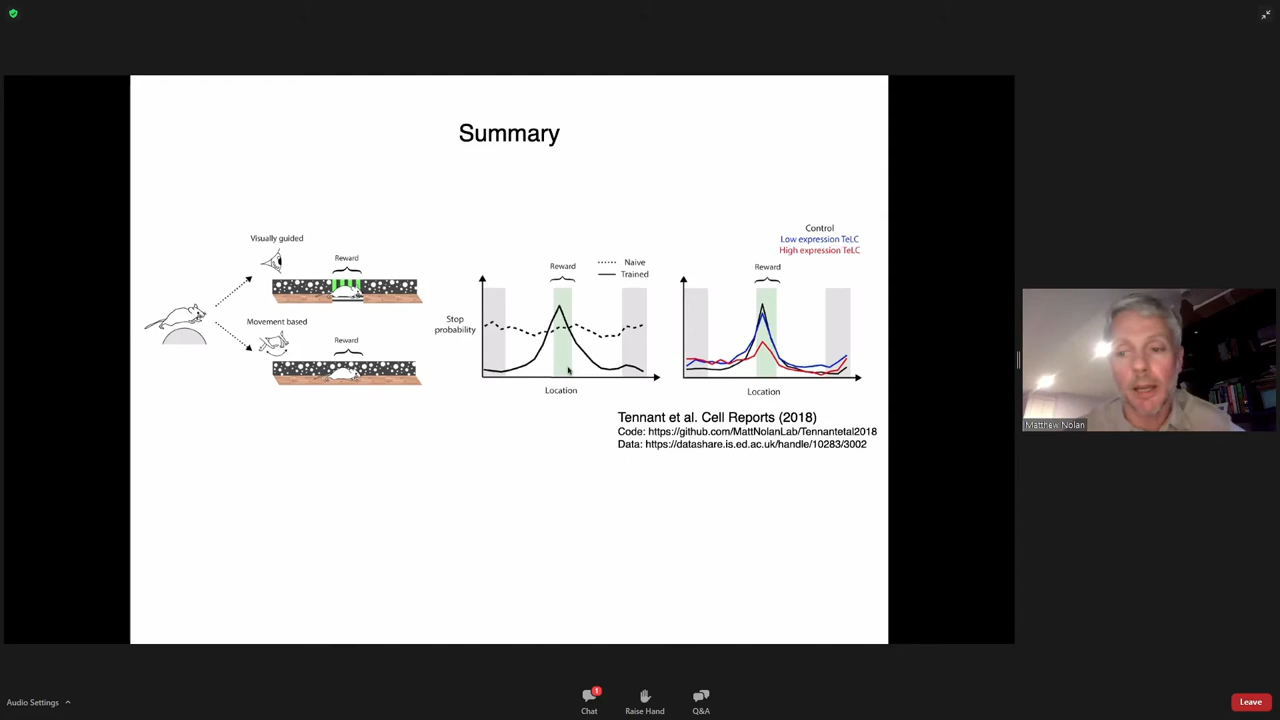 Summary
Visually guided
Reward
Movement based
Reward
Reward
Naive
Trained
Stop
probability
Location
Control
Low expression TeLC
High expression TeLC
Reward
Location
Tennant et al. Cell Reports (2018)
Code: https://github.com/MattNolanLab/Tennantetal2018
Data: https://datashare.is.ed.ac.uk/handle/10283/3002
Matthew Nolan
Audio Settings
1
Chat
Raise Hand
Q&A
Leave